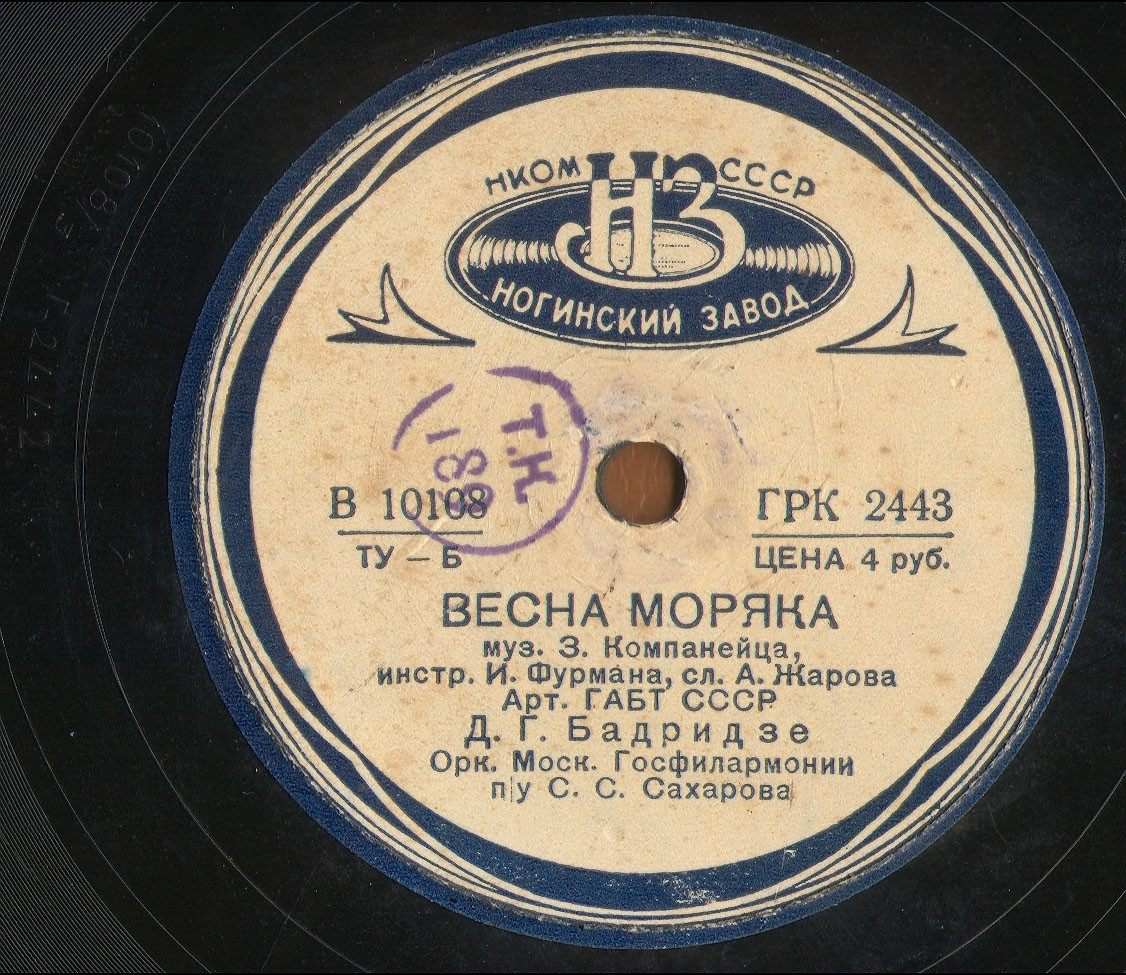 НКОМ НЗ СССР
НОГИНСКИЙ ЗАВОД
Т.К.
В 10108 ГРК 2443
ТУ — Б ЦЕНА 4 руб.
ВЕСНА МОРЯКА
муз. З. Компанейца,
инстр. И. Фурмана, сл. А. Жарова
Арт. ГАБТ СССР
Д. Г. Бадридзе
Орк. Моск. Госфилармонии
п/у С. С. Сахарова